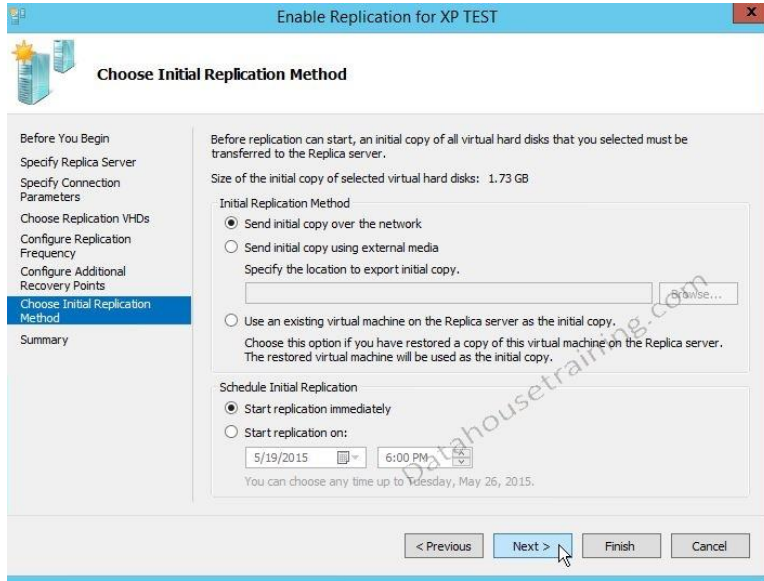 Enable Replication for XP TEST
X
Choose Initial Replication Method
Before You Begin
Specify Replica Server
Specify Connection
Parameters
Choose Replication VHDs
Configure Replication
Frequency
Configure Additional
Recovery Points
Choose Initial Replication
Method
Summary
Before replication can start, an initial copy of all virtual hard disks that you selected must be
transferred to the Replica server.
Size of the initial copy of selected virtual hard disks: 1.73 GB
Initial Replication Method
Send initial copy over the network
Send initial copy using external media
Specify the location to export initial copy.
Browse...
Use an existing virtual machine on the Replica server as the initial copy.
Choose this option if you have restored a copy of this virtual machine on the Replica server.
The restored virtual machine will be used as the initial copy.
Schedule Initial Replication
Start replication immediately
Start replication on:
5/19/2015 6:00 PM
You can choose any time up to Tuesday, May 26, 2015.
Datahousetraining.com
< Previous Next > Finish Cancel